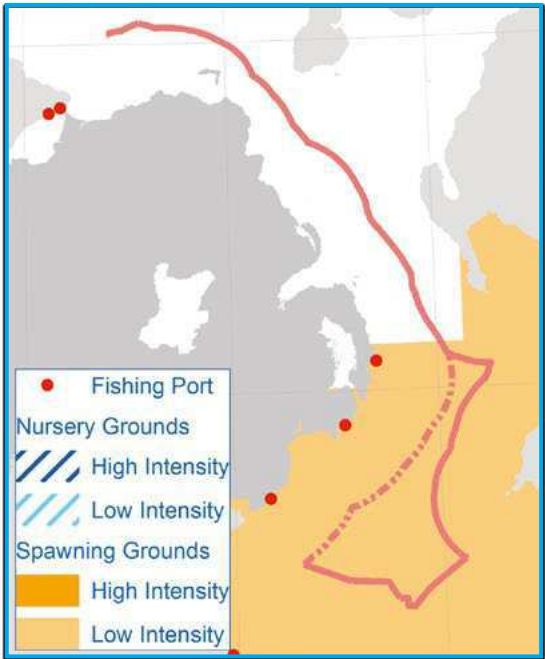 Fishing Port
Nursery Grounds
High Intensity
Low Intensity
Spawning Grounds
High Intensity
Low Intensity